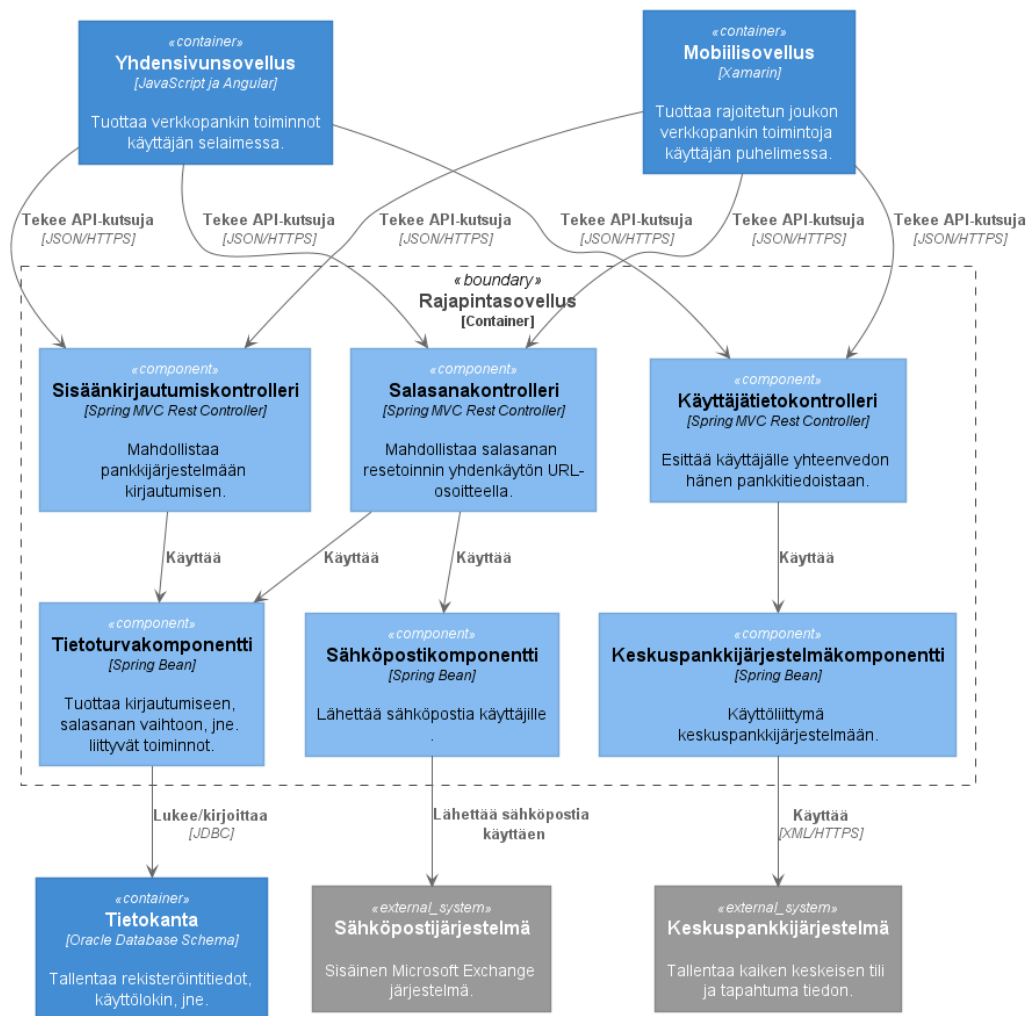 «container»
Yhdensivunsovellus
[JavaScript ja Angular]
Tuottaa verkkopankin toiminnot
käyttäjän selaimessa.
«container»
Mobiilisovellus
[Xamarin]
Tuottaa rajoitetun joukon
verkkopankin toimintoja
käyttäjän puhelimessa.
Tekee API-kutsuja
[JSON/HTTPS]
Tekee API-kutsuja
[JSON/HTTPS]
Tekee API-kutsuja
[JSON/HTTPS]
Tekee API-kutsuja
[JSON/HTTPS]
Tekee API-kutsuja
[JSON/HTTPS]
Tekee API-kutsuja
[JSON/HTTPS]
«boundary»
Rajapintasovellus
[Container]
«component»
Sisäänkirjautumiskontrolleri
[Spring MVC Rest Controller]
Mahdollistaa
pankkijärjestelmään
kirjautumisen.
«component»
Salasanakontrolleri
[Spring MVC Rest Controller]
Mahdollistaa salasanan
resetoinnin yhdenkäytön URL-
osoitteella.
«component»
Käyttäjätietokontrolleri
[Spring MVC Rest Controller]
Esittää käyttäjälle yhteenvedon
hänen pankkitiedoistaan.
Käyttää
Käyttää
Käyttää
Käyttää
«component»
Tietoturvakomponentti
[Spring Bean]
Tuottaa kirjautumiseen,
salasanan vaihtoon, jne.
liittyvät toiminnot.
«component»
Sähköpostikomponentti
[Spring Bean]
Lähettää sähköpostia käyttäjille
.
«component»
Keskuspankkijärjestelmäkomponentti
[Spring Bean]
Käyttöliittymä
keskuspankkijärjestelmään.
Lukee/kirjoittaa
[JDBC]
Lähettää sähköpostia
käyttäen
Käyttää
[XML/HTTPS]
«container»
Tietokanta
[Oracle Database Schema]
Tallentaa rekisteröintitiedot,
käyttölokin, jne.
«external_system»
Sähköpostijärjestelmä
Sisäinen Microsoft Exchange
järjestelmä.
«external_system»
Keskuspankkijärjestelmä
Tallentaa kaiken keskeisen tili
ja tapahtuma tiedon.